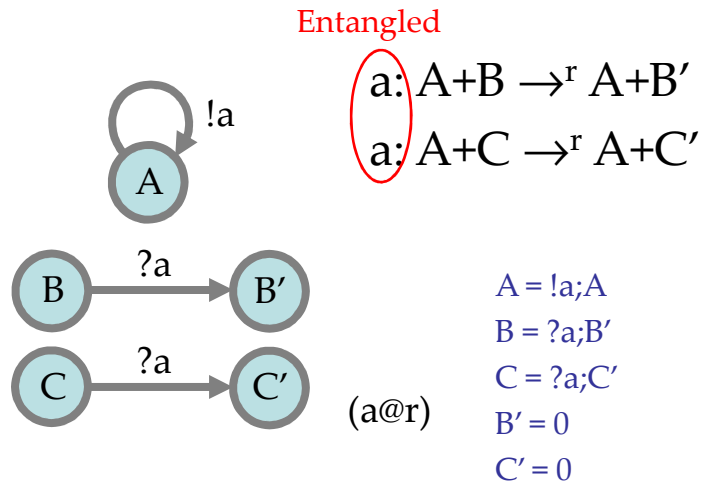 Entangled
a: A+B →ʳ A+B′
a: A+C →ʳ A+C′
!a
A
?a
B B′
?a
C C′
(a@r)
A = !a;A
B = ?a;B′
C = ?a;C′
B′ = 0
C′ = 0